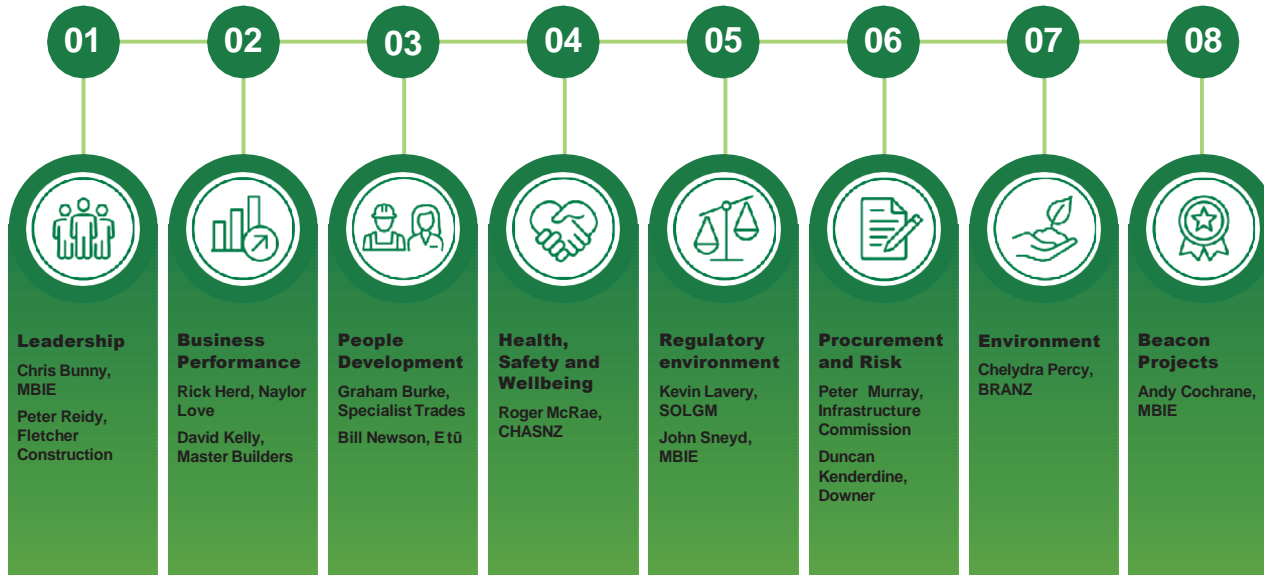 01
02
03
04
05
06
07
08
Leadership
Chris Bunny,
MBIE
Peter Reidy,
Fletcher
Construction
Business
Performance
Rick Herd, Naylor
Love
David Kelly,
Master Builders
People
Development
Graham Burke,
Specialist Trades
Bill Newson, E tū
Health,
Safety and
Wellbeing
Roger McRae,
CHASNZ
Regulatory
environment
Kevin Lavery,
SOLGM
John Sneyd,
MBIE
Procurement
and Risk
Peter Murray,
Infrastructure
Commission
Duncan
Kenderdine,
Downer
Environment
Chelydra Percy,
BRANZ
Beacon
Projects
Andy Cochrane,
MBIE